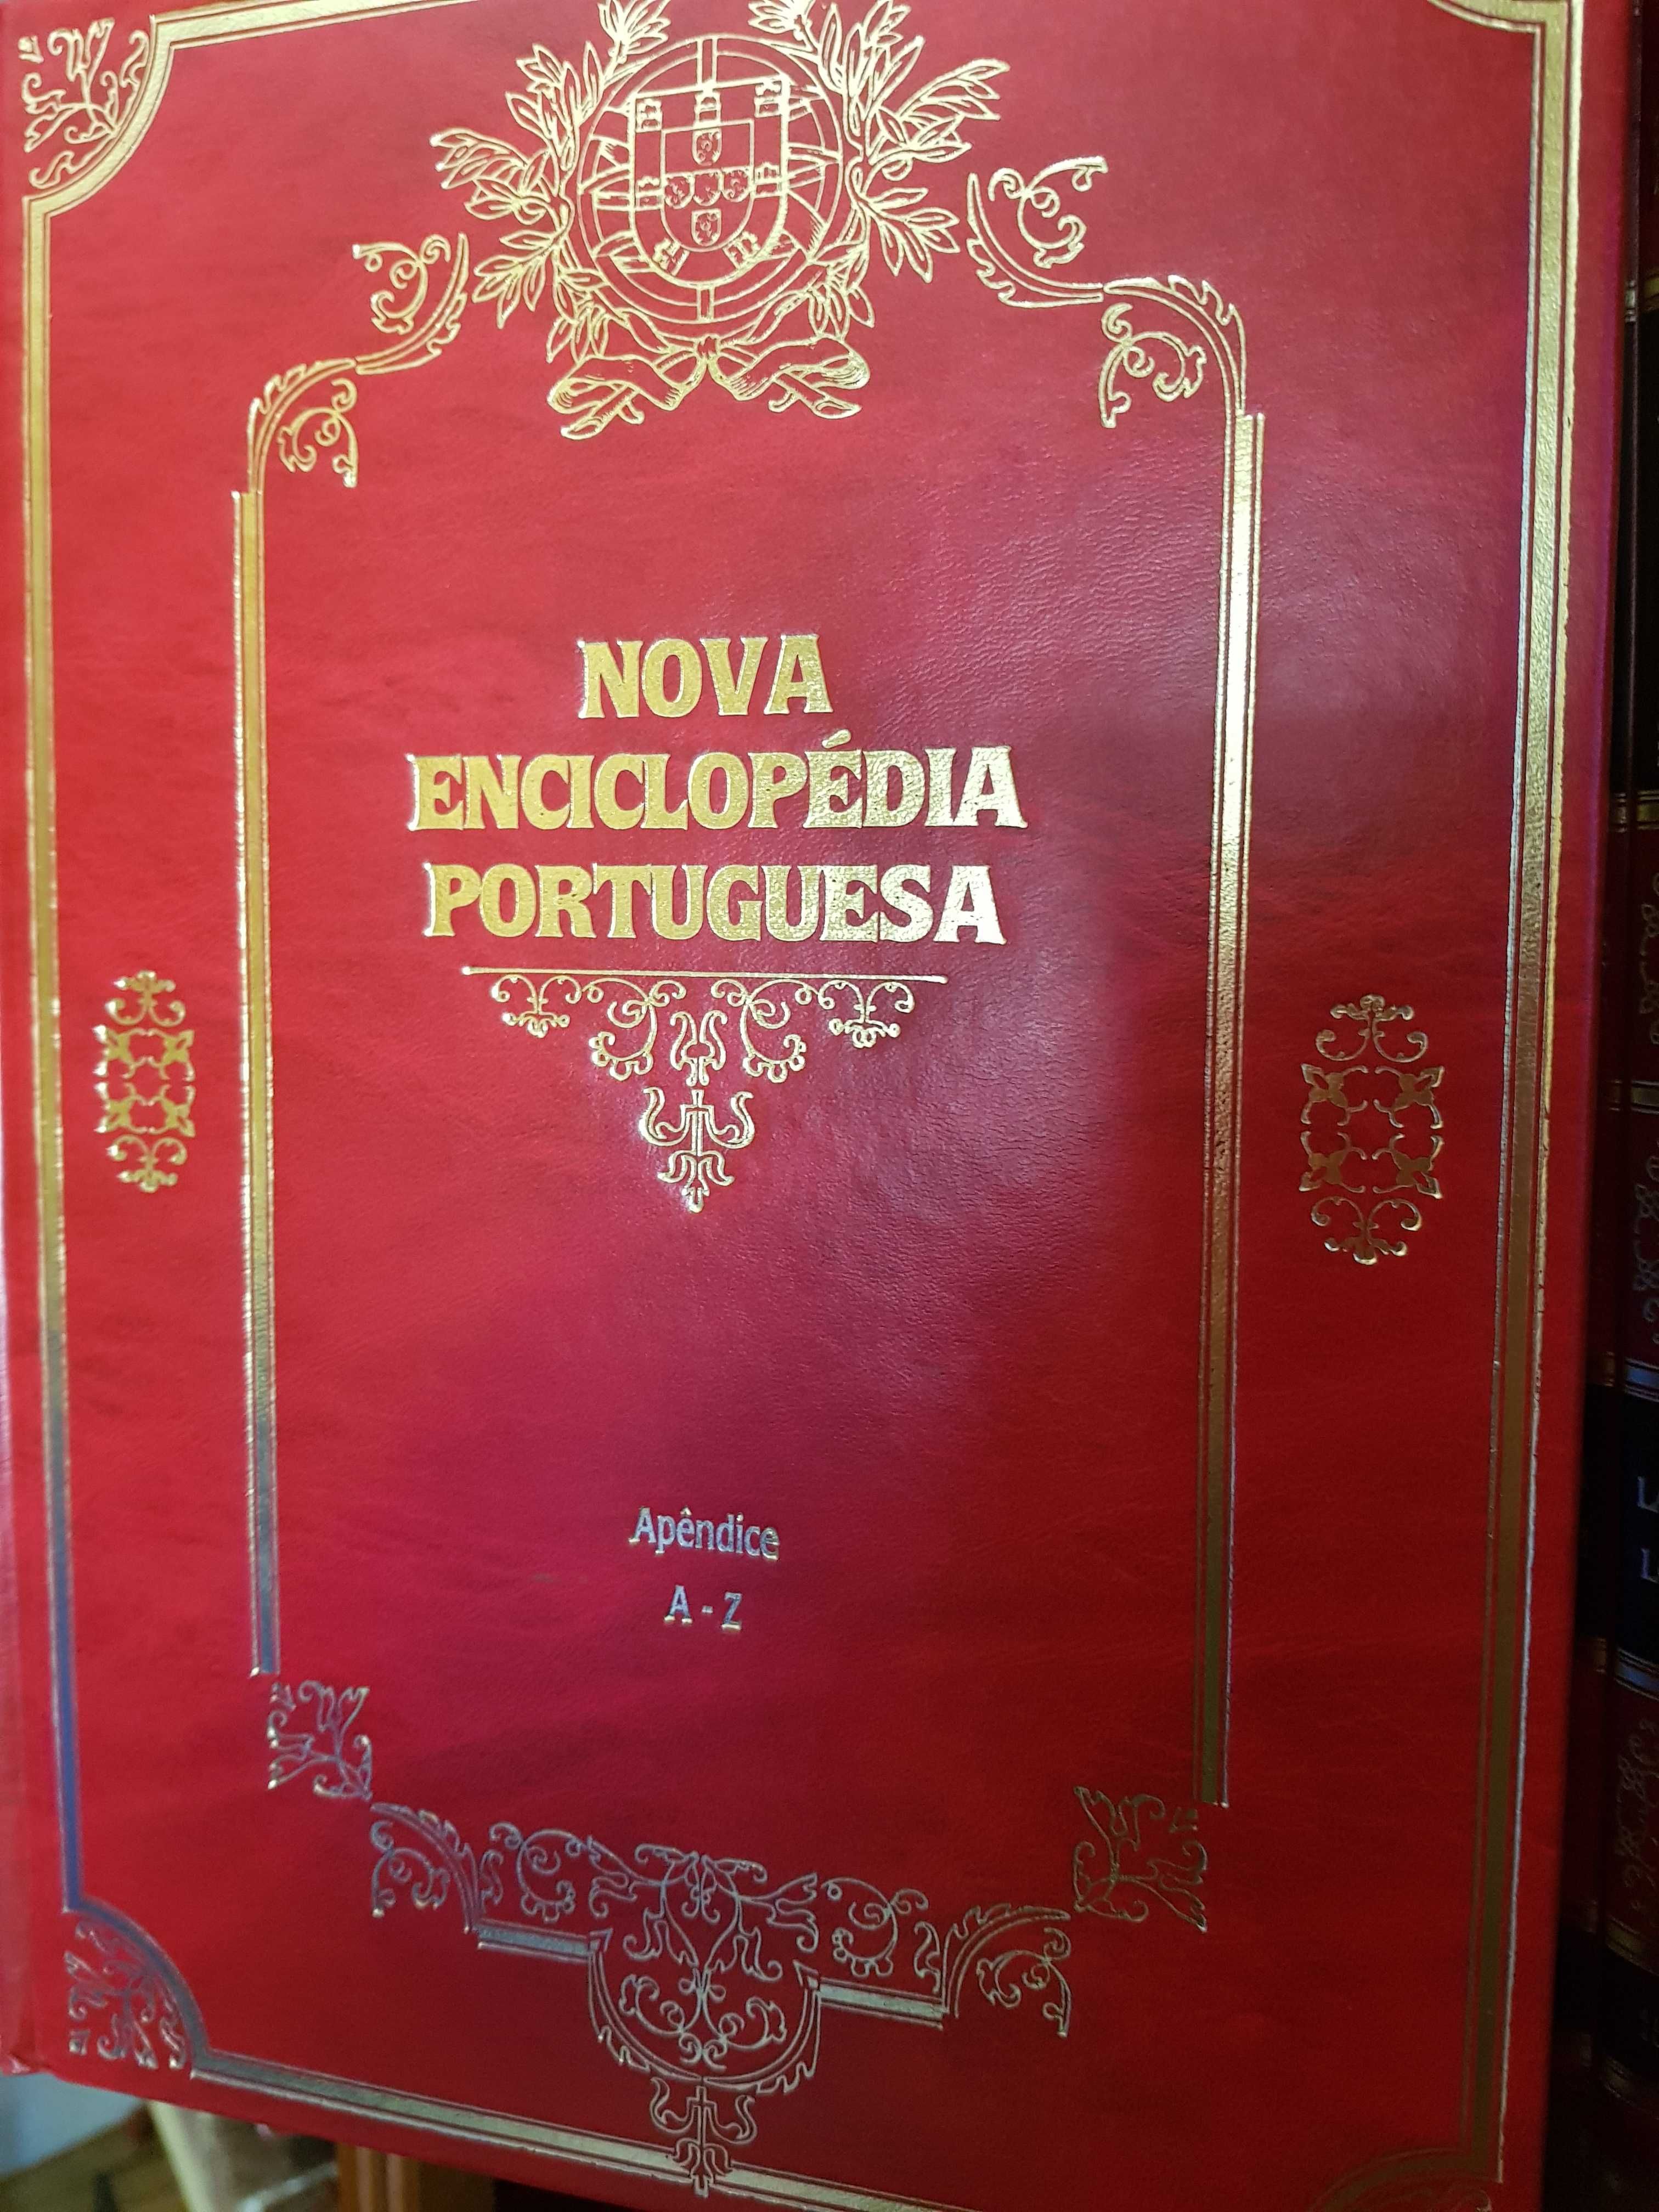 NOVA
ENCICLOPÉDIA
PORTUGUESA
Apêndice
A - Z